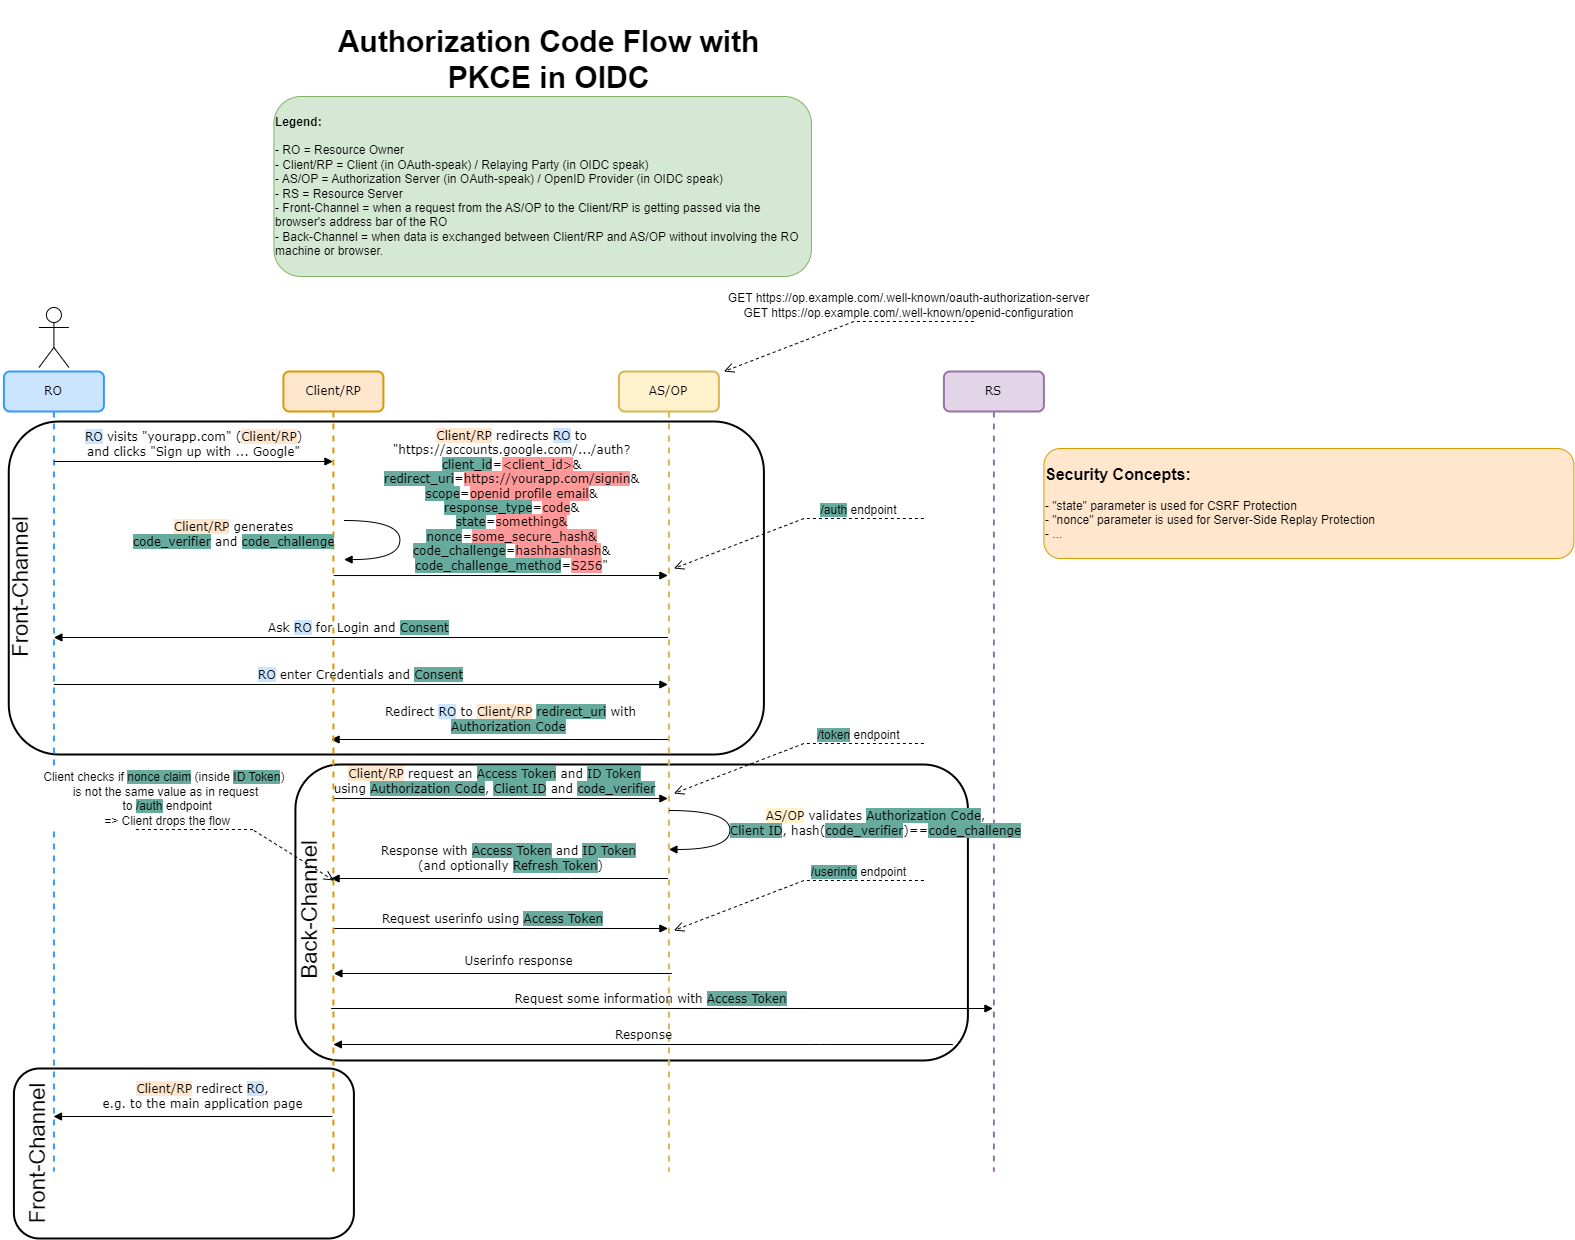 Authorization Code Flow with
PKCE in OIDC
Legend:
- RO = Resource Owner
- Client/RP = Client (in OAuth-speak) / Relaying Party (in OIDC speak)
- AS/OP = Authorization Server (in OAuth-speak) / OpenID Provider (in OIDC speak)
- RS = Resource Server
- Front-Channel = when a request from the AS/OP to the Client/RP is getting passed via the
browser's address bar of the RO
- Back-Channel = when data is exchanged between Client/RP and AS/OP without involving the RO
machine or browser.
GET https://op.example.com/.well-known/oauth-authorization-server
GET https://op.example.com/.well-known/openid-configuration
RO
Client/RP
AS/OP
RS
Front-Channel
RO visits "yourapp.com" (Client/RP)
and clicks "Sign up with ... Google"
Client/RP generates
code_verifier and code_challenge
Client/RP redirects RO to
"https://accounts.google.com/.../auth?
client_id=<client_id>&
redirect_uri=https://yourapp.com/signin&
scope=openid profile email&
response_type=code&
state=something&
nonce=some_secure_hash&
code_challenge=hashhashhash&
code_challenge_method=S256"
/auth endpoint
Security Concepts:
- "state" parameter is used for CSRF Protection
- "nonce" parameter is used for Server-Side Replay Protection
- ...
Ask RO for Login and Consent
RO enter Credentials and Consent
Redirect RO to Client/RP redirect_uri with
Authorization Code
/token endpoint
Back-Channel
Client/RP request an Access Token and ID Token
using Authorization Code, Client ID and code_verifier
Client checks if nonce claim (inside ID Token)
is not the same value as in request
to /auth endpoint
=> Client drops the flow
AS/OP validates Authorization Code,
Client ID, hash(code_verifier)==code_challenge
Response with Access Token and ID Token
(and optionally Refresh Token)
/userinfo endpoint
Request userinfo using Access Token
Userinfo response
Request some information with Access Token
Response
Front-Channel
Client/RP redirect RO,
e.g. to the main application page